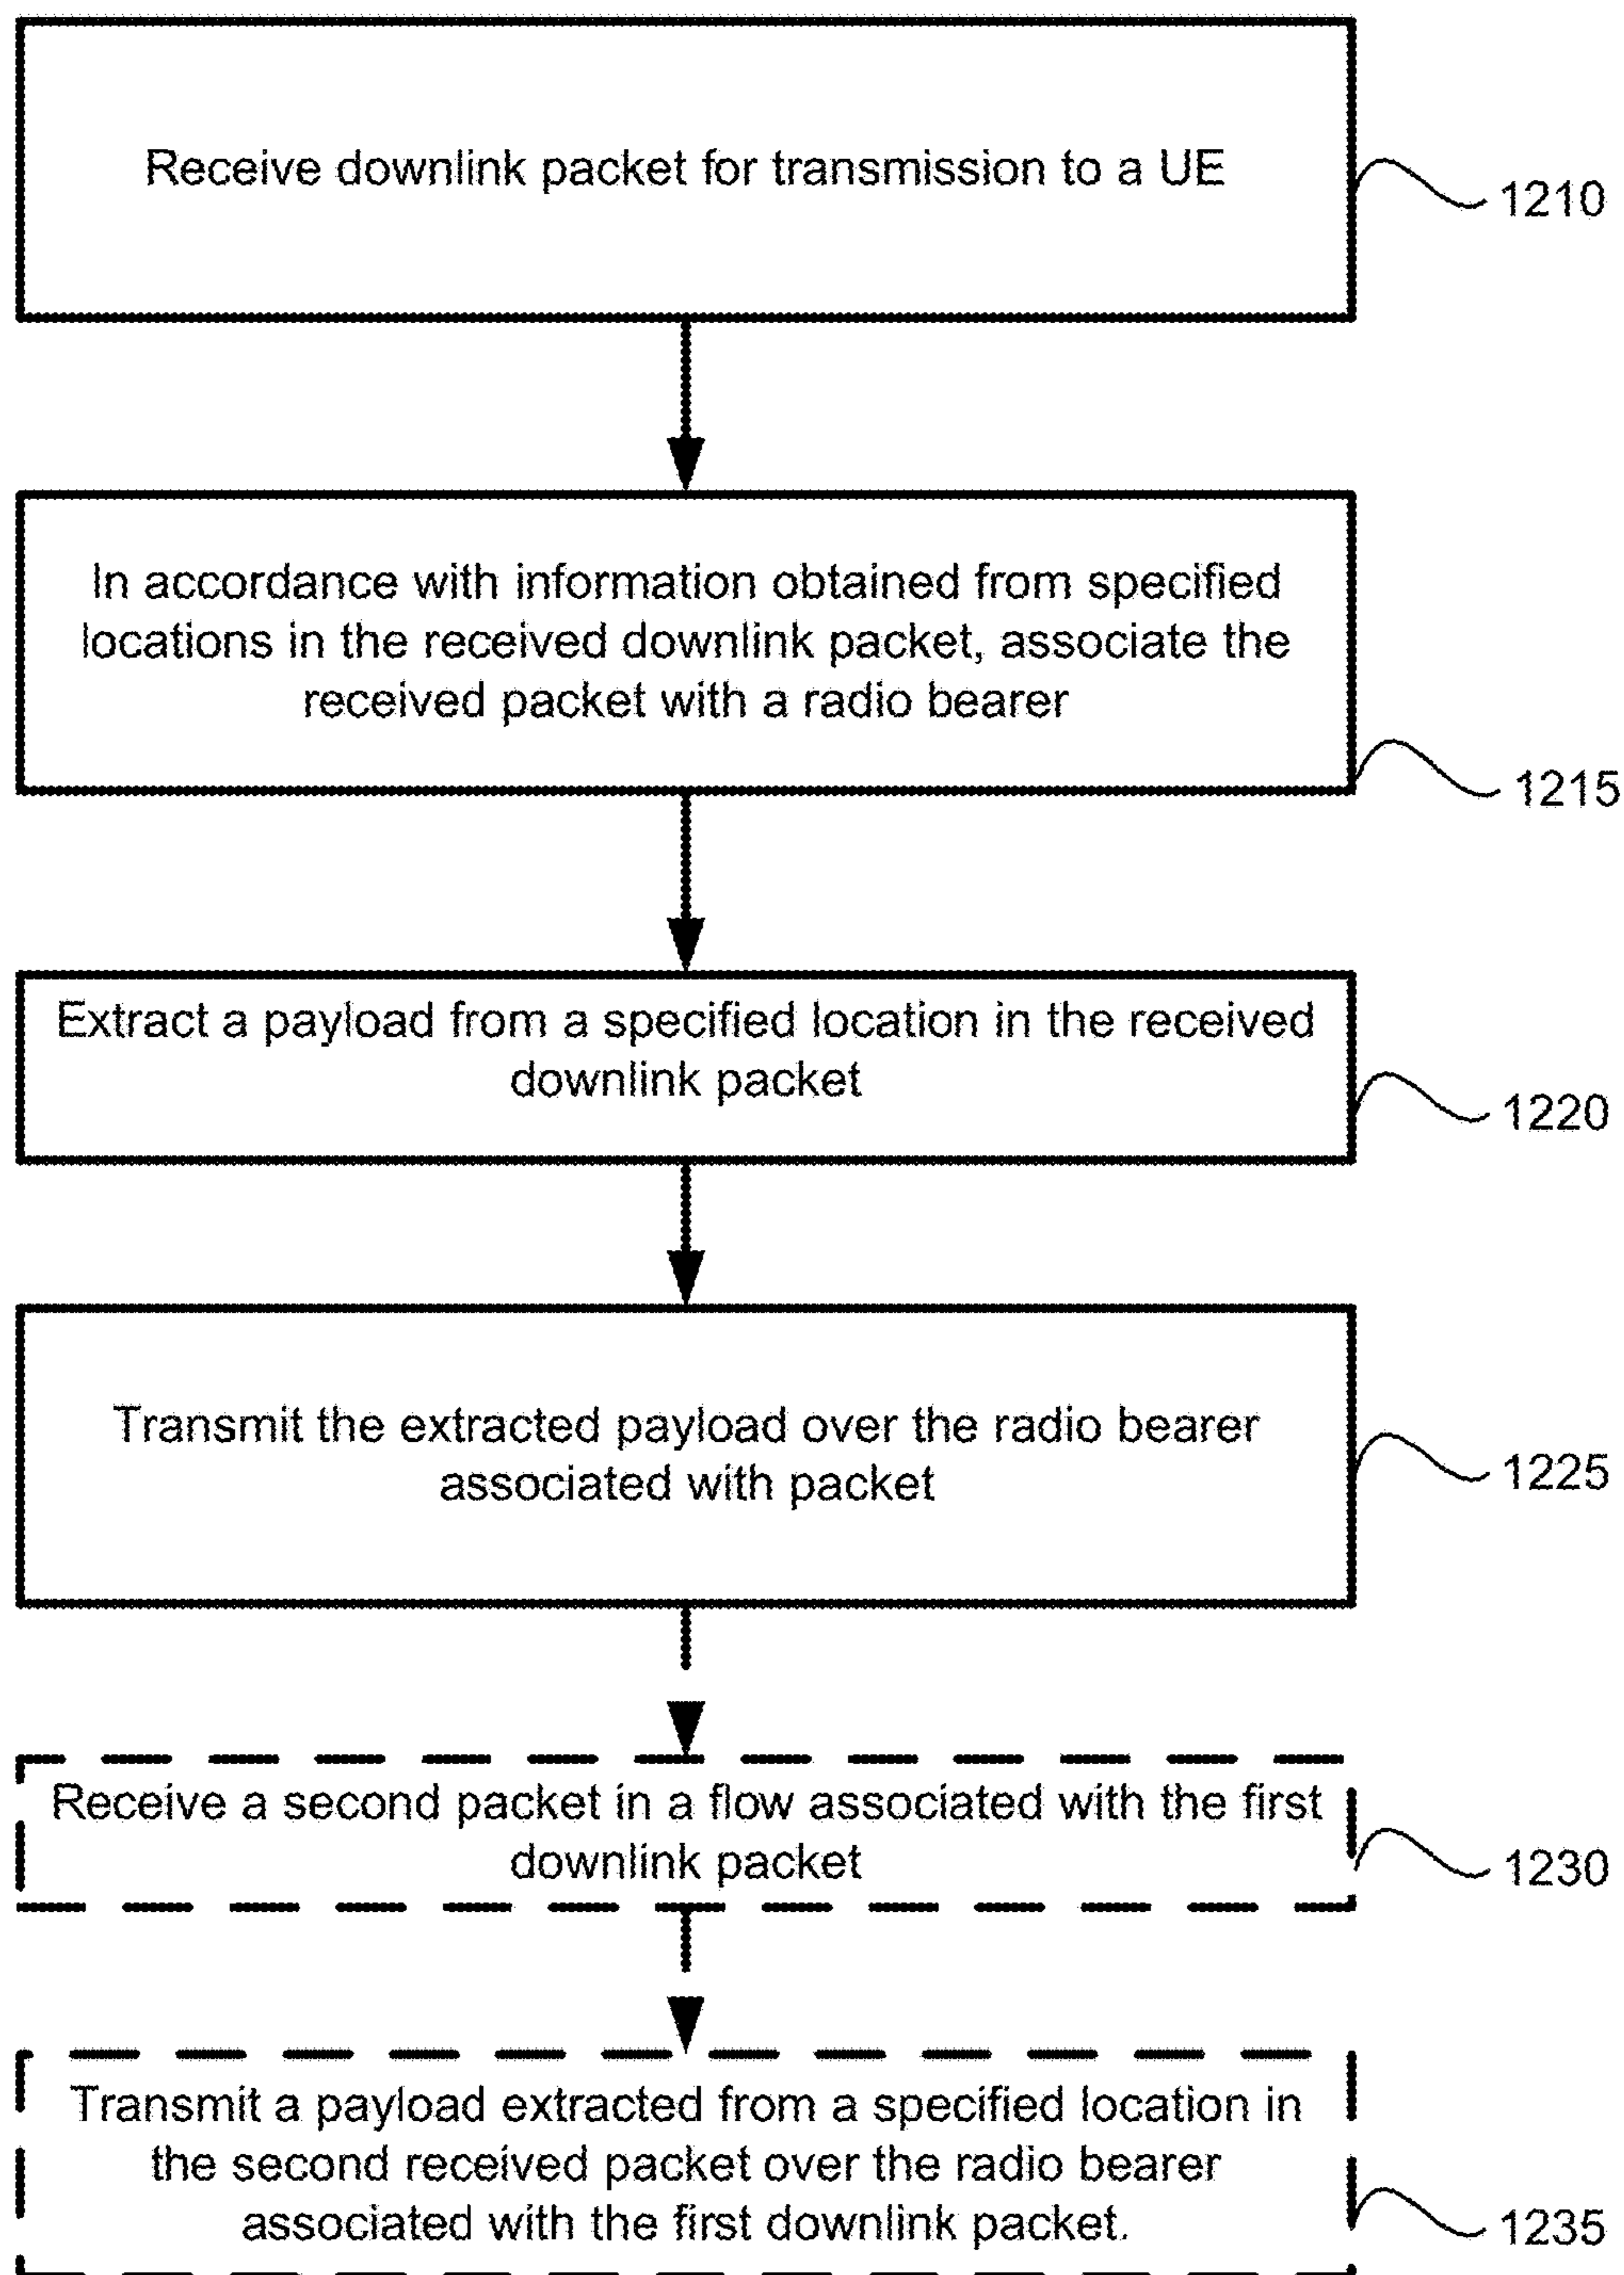 Receive downlink packet for transmission to a UE
1210
In accordance with information obtained from specified
locations in the received downlink packet, associate the
received packet with a radio bearer
1215
Extract a payload from a specified location in the received
downlink packet
1220
Transmit the extracted payload over the radio bearer
associated with packet
1225
Receive a second packet in a flow associated with the first
downlink packet
1230
Transmit a payload extracted from a specified location in
the second received packet over the radio bearer
associated with the first downlink packet.
1235